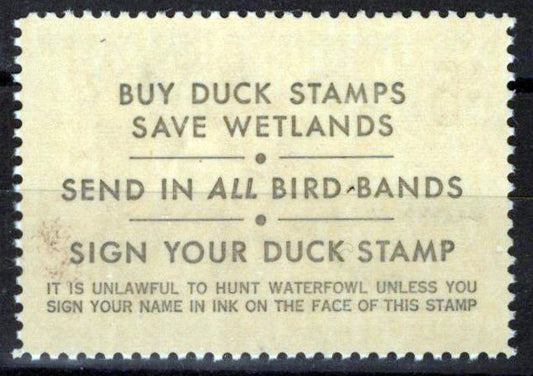 BUY DUCK STAMPS
SAVE WETLANDS
SEND IN ALL BIRD-BANDS
SIGN YOUR DUCK STAMP
IT IS UNLAWFUL TO HUNT WATERFOWL UNLESS YOU
SIGN YOUR NAME IN INK ON THE FACE OF THIS STAMP